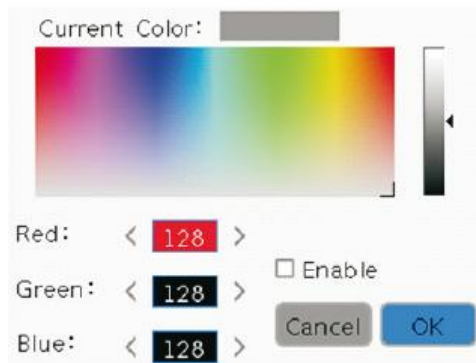 Current Color:
Red: < 128 >
Green: < 128 >
Blue: < 128 >
Enable
Cancel OK